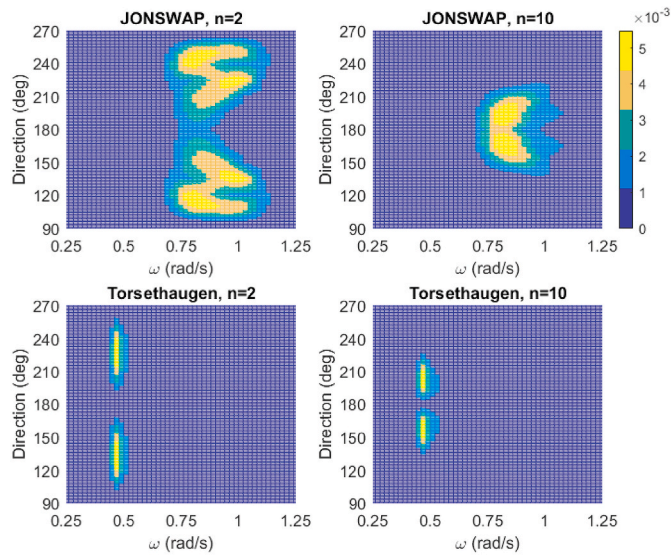 JONSWAP, n=2
270
240
210
180
150
120
90
Direction (deg)
0.25 0.5 0.75 1 1.25
ω (rad/s)
JONSWAP, n=10
270
240
210
180
150
120
90
Direction (deg)
0.25 0.5 0.75 1 1.25
ω (rad/s)
×10⁻³
5
4
3
2
1
0
Torsethaugen, n=2
270
240
210
180
150
120
90
Direction (deg)
0.25 0.5 0.75 1 1.25
ω (rad/s)
Torsethaugen, n=10
270
240
210
180
150
120
90
Direction (deg)
0.25 0.5 0.75 1 1.25
ω (rad/s)